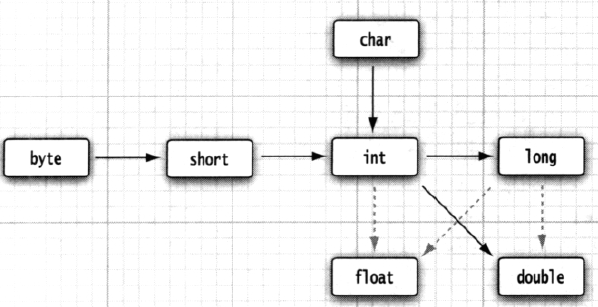 char
byte
short
int
long
float
double